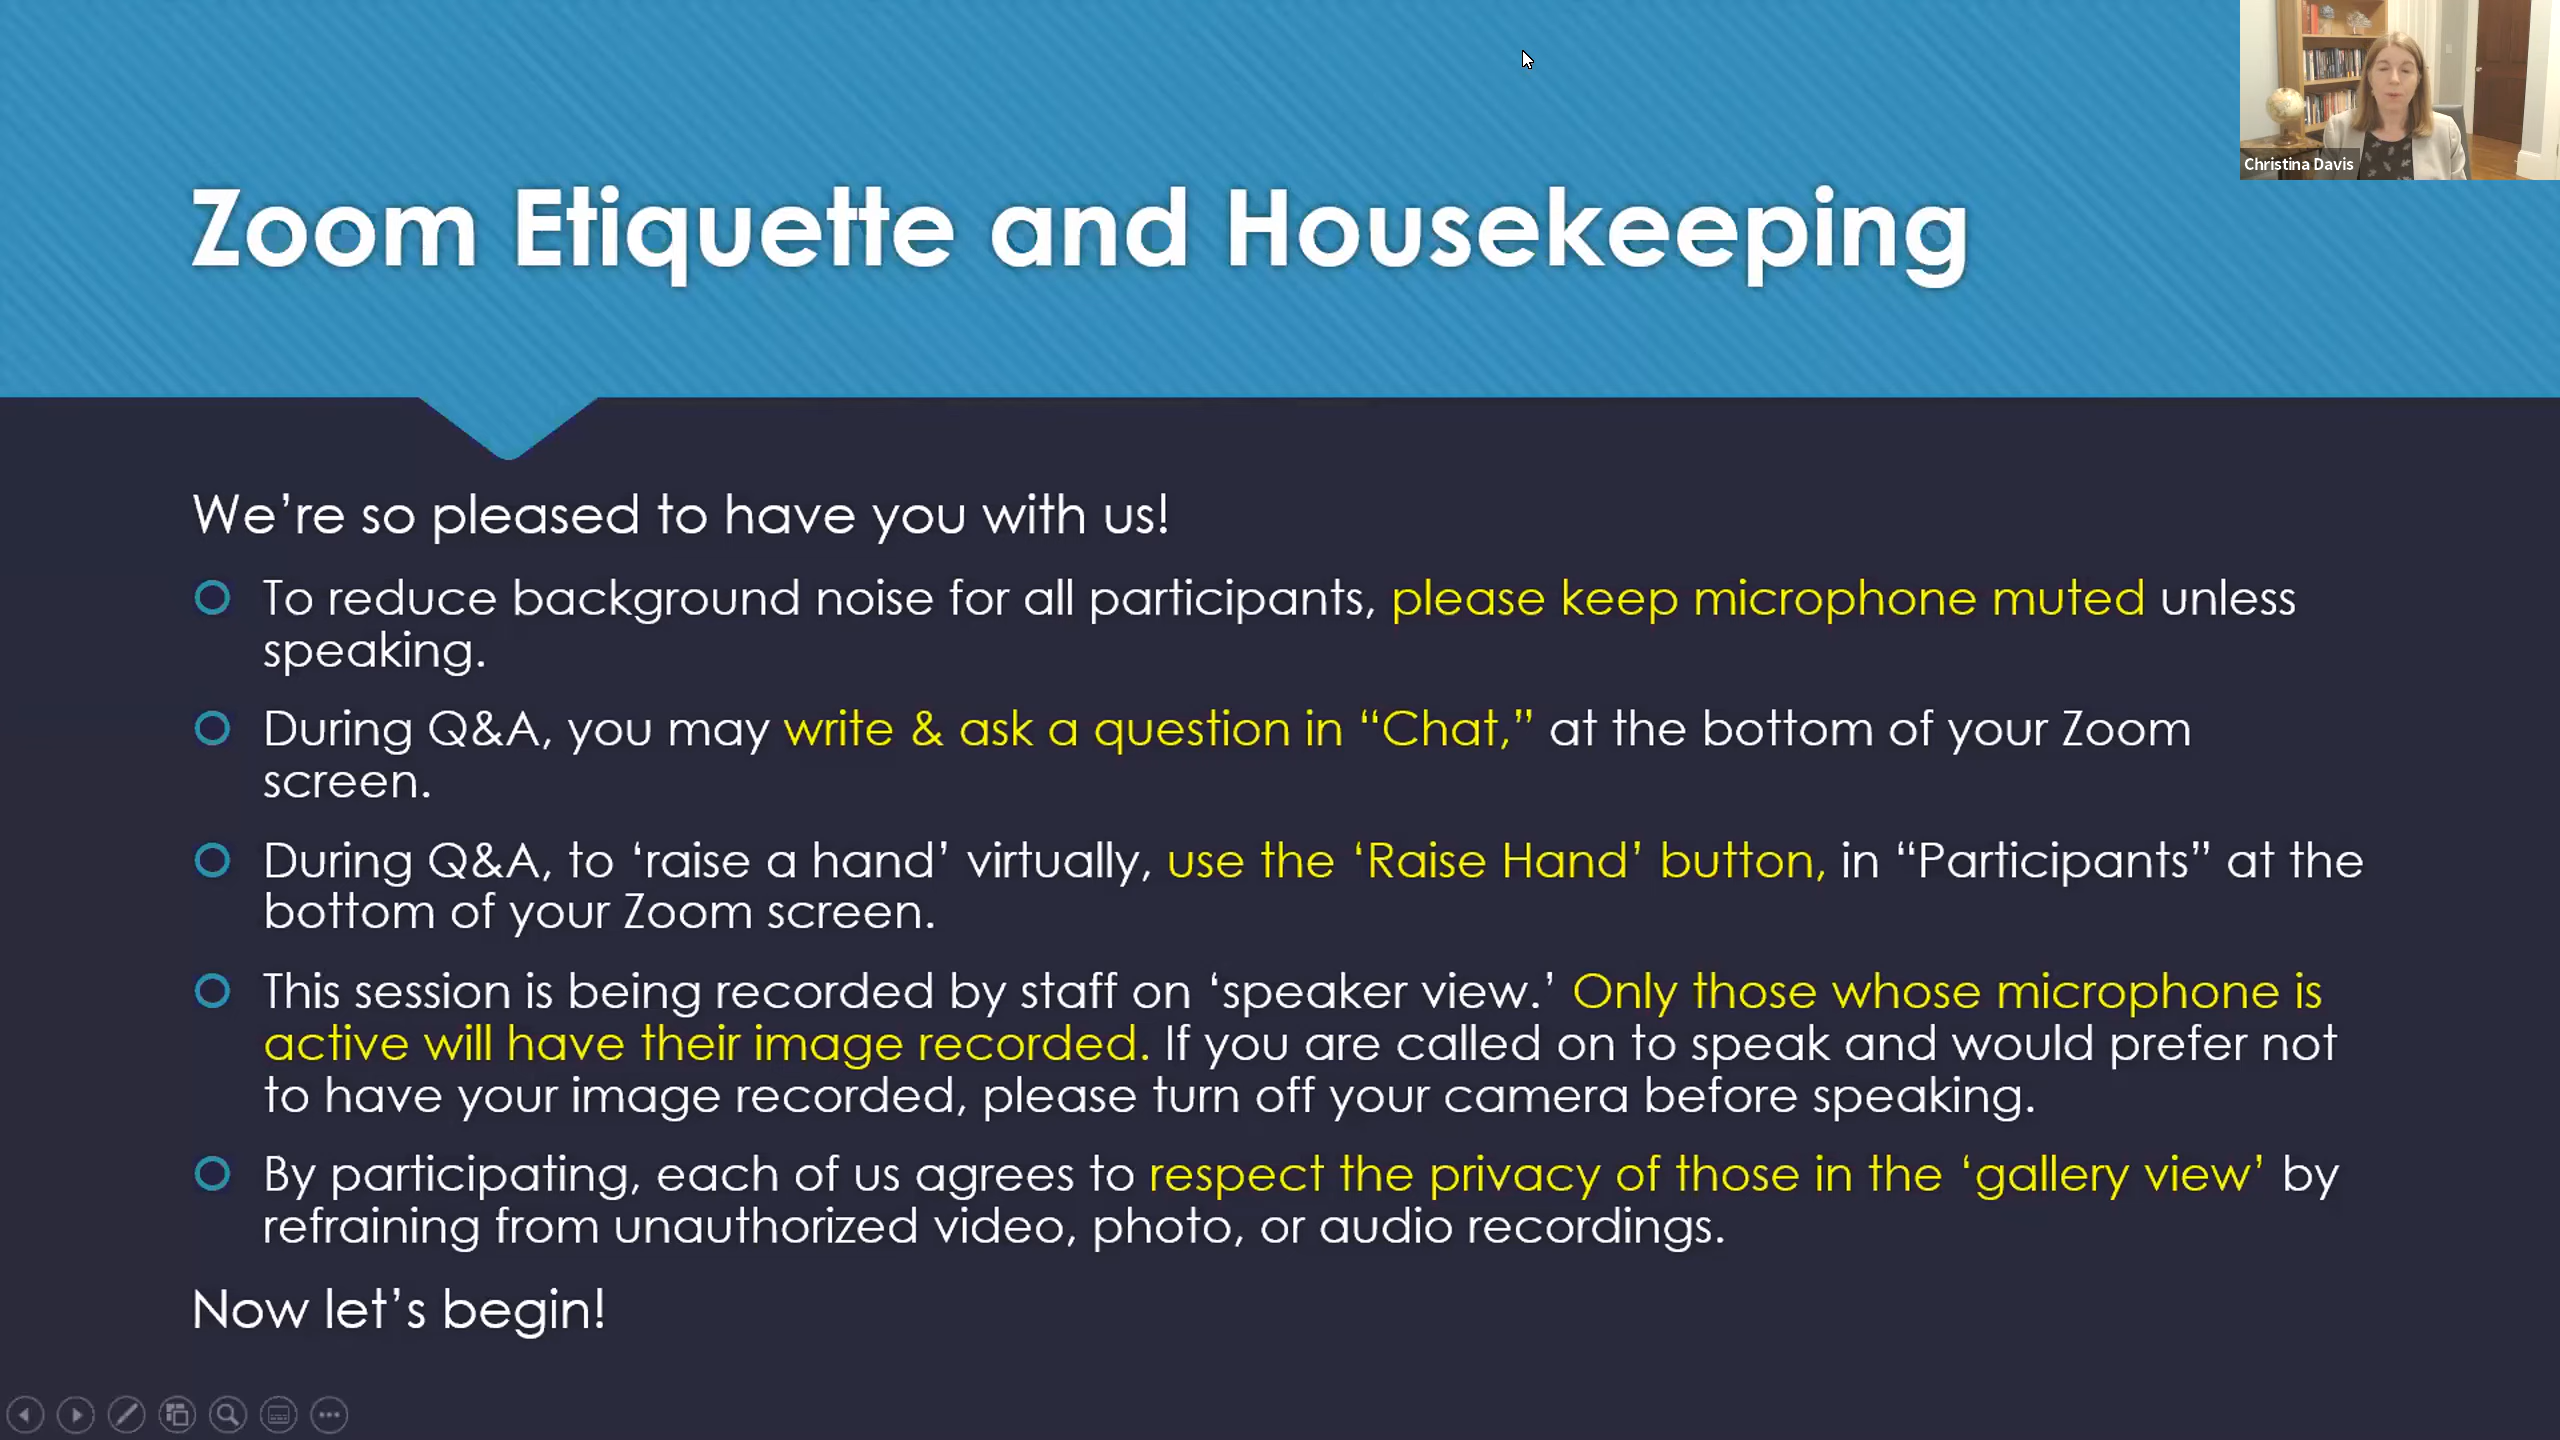 Christina Davis
Zoom Etiquette and Housekeeping
We’re so pleased to have you with us!
To reduce background noise for all participants, please keep microphone muted unless
speaking.
During Q&A, you may write & ask a question in “Chat,” at the bottom of your Zoom
screen.
During Q&A, to ‘raise a hand’ virtually, use the ‘Raise Hand’ button, in “Participants” at the
bottom of your Zoom screen.
This session is being recorded by staff on ‘speaker view.’ Only those whose microphone is
active will have their image recorded. If you are called on to speak and would prefer not
to have your image recorded, please turn off your camera before speaking.
By participating, each of us agrees to respect the privacy of those in the ‘gallery view’ by
refraining from unauthorized video, photo, or audio recordings.
Now let’s begin!